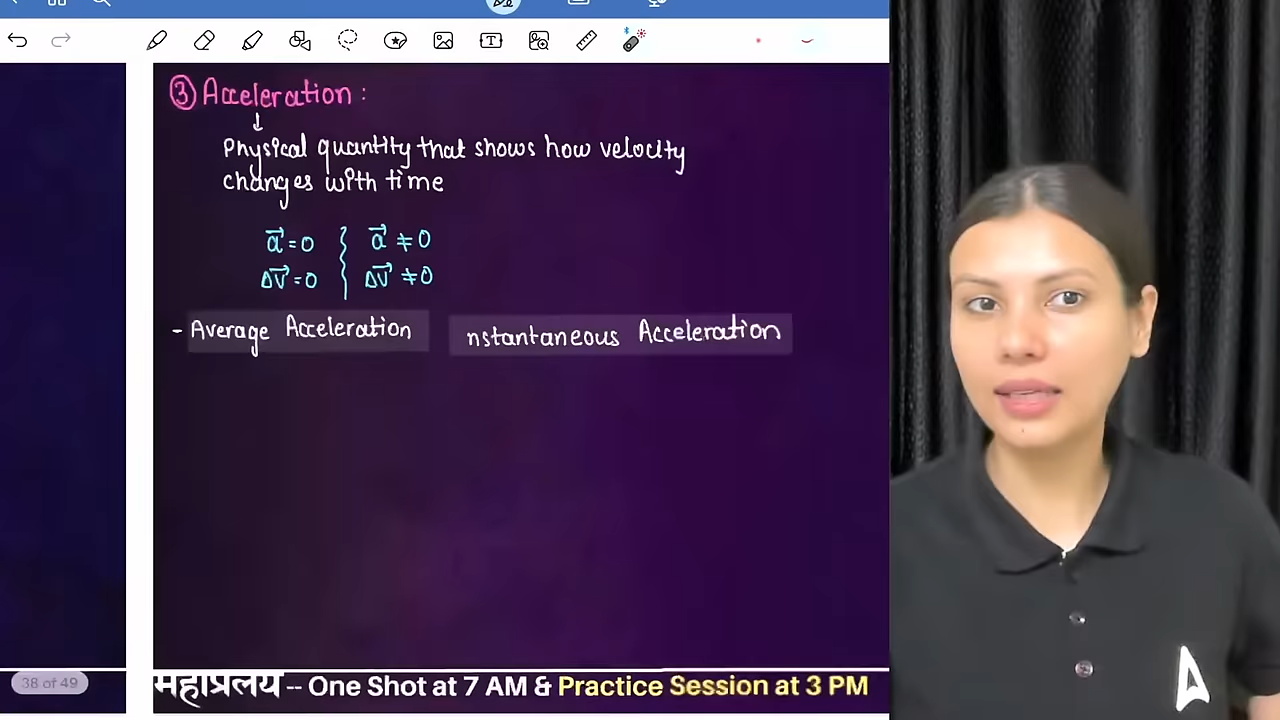 ③ Acceleration :
Physical quantity that shows how velocity
changes with time
a⃗ = 0 a⃗ ≠ 0
Δv⃗ = 0 Δv⃗ ≠ 0
- Average Acceleration nstantaneous Acceleration
38 of 49
महाप्रलय -- One Shot at 7 AM & Practice Session at 3 PM